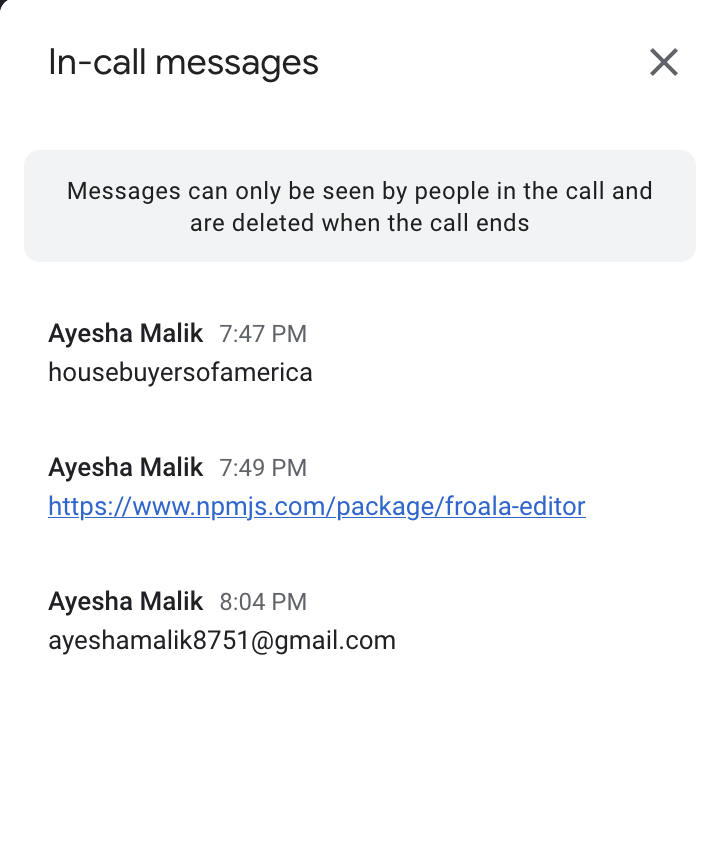 In-call messages
Messages can only be seen by people in the call and
are deleted when the call ends
Ayesha Malik 7:47 PM
housebuyersofamerica
Ayesha Malik 7:49 PM
https://www.npmjs.com/package/froala-editor
Ayesha Malik 8:04 PM
ayeshamalik8751@gmail.com